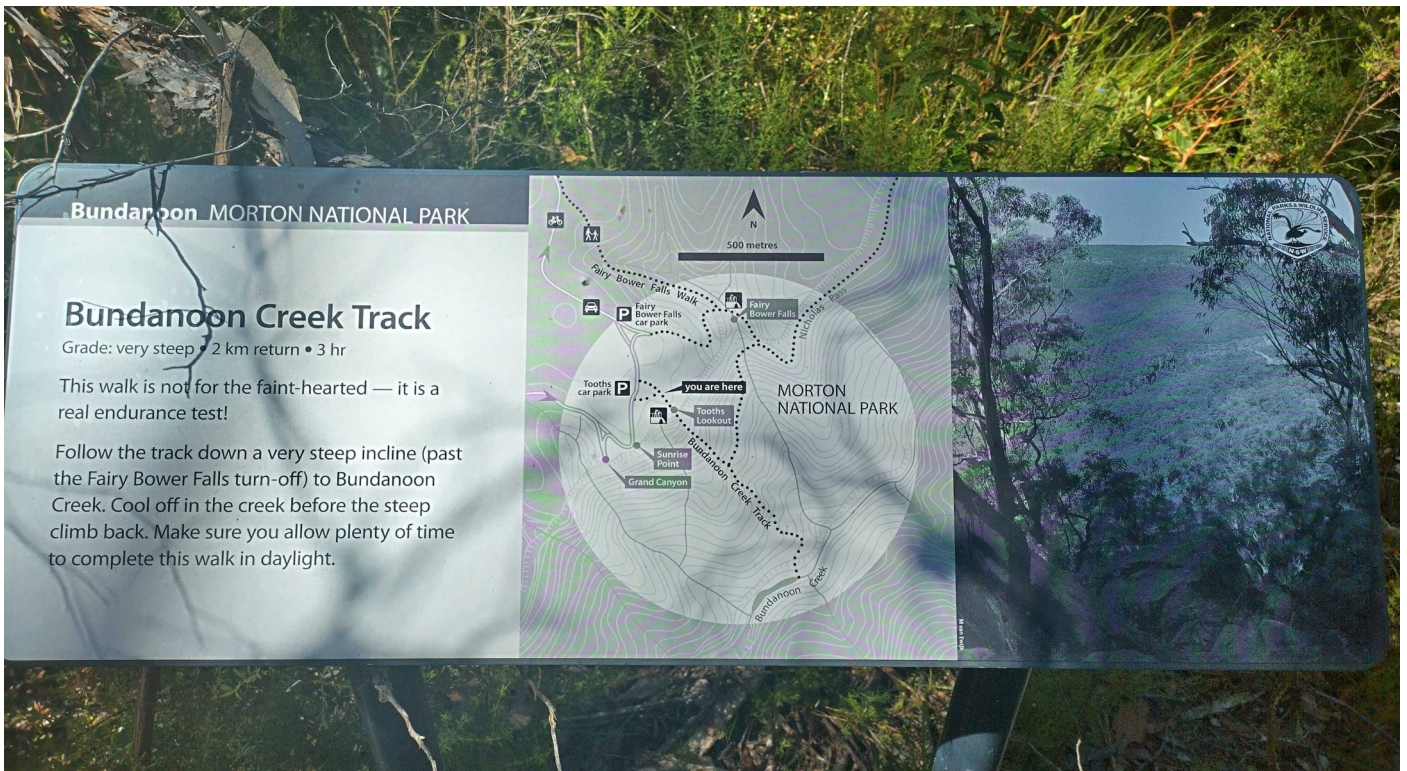 Bundanoon MORTON NATIONAL PARK
Bundanoon Creek Track
Grade: very steep • 2 km return • 3 hr
This walk is not for the faint-hearted — it is a
real endurance test!
Follow the track down a very steep incline (past
the Fairy Bower Falls turn-off) to Bundanoon
Creek. Cool off in the creek before the steep
climb back. Make sure you allow plenty of time
to complete this walk in daylight.
N
500 metres
Fairy Bower Falls Walk
P
Fairy
Bower Falls
car park
Fairy
Bower Falls
Nicholas Pass
Tooths
car park
P
you are here
MORTON
NATIONAL PARK
Tooths
Lookout
Sunrise
Point
Grand Canyon
Bundanoon Creek Track
Bundanoon Creek
NATIONAL PARKS & WILDLIFE SERVICE
NSW